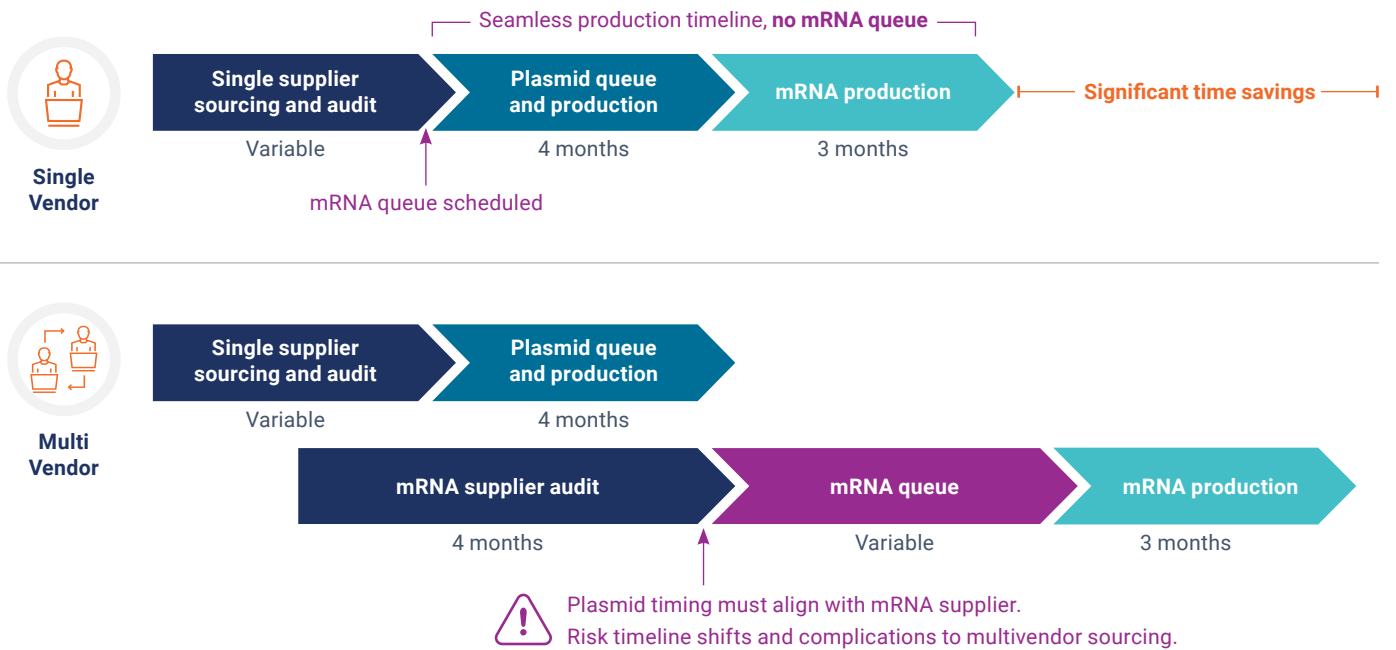 Seamless production timeline, no mRNA queue
Single supplier
sourcing and audit
Plasmid queue
and production
mRNA production
Significant time savings
Variable
4 months
3 months
Single
Vendor
mRNA queue scheduled
Single supplier
sourcing and audit
Plasmid queue
and production
Variable
4 months
Multi
Vendor
mRNA supplier audit
mRNA queue
mRNA production
4 months
Variable
3 months
!
Plasmid timing must align with mRNA supplier.
Risk timeline shifts and complications to multivendor sourcing.